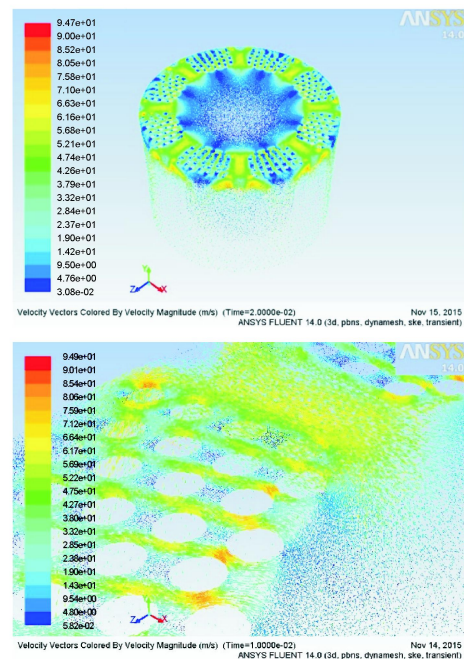 9.47e+01
9.00e+01
8.52e+01
8.05e+01
7.58e+01
7.10e+01
6.63e+01
6.16e+01
5.68e+01
5.21e+01
4.74e+01
4.26e+01
3.79e+01
3.32e+01
2.84e+01
2.37e+01
1.90e+01
1.42e+01
9.50e+00
4.76e+00
3.08e-02
ANSYS
14.0
Y
Z X
Velocity Vectors Colored By Velocity Magnitude (m/s) (Time=2.0000e-02) Nov 15, 2015
ANSYS FLUENT 14.0 (3d, pbns, dynamesh, ske, transient)
9.49e+01
9.01e+01
8.54e+01
8.06e+01
7.59e+01
7.12e+01
6.64e+01
6.17e+01
5.69e+01
5.22e+01
4.75e+01
4.27e+01
3.80e+01
3.32e+01
2.85e+01
2.38e+01
1.90e+01
1.43e+01
9.54e+00
4.80e+00
5.82e-02
ANSYS
14.0
Y
Z X
Velocity Vectors Colored By Velocity Magnitude (m/s) (Time=1.0000e-02) Nov 14, 2015
ANSYS FLUENT 14.0 (3d, pbns, dynamesh, ske, transient)